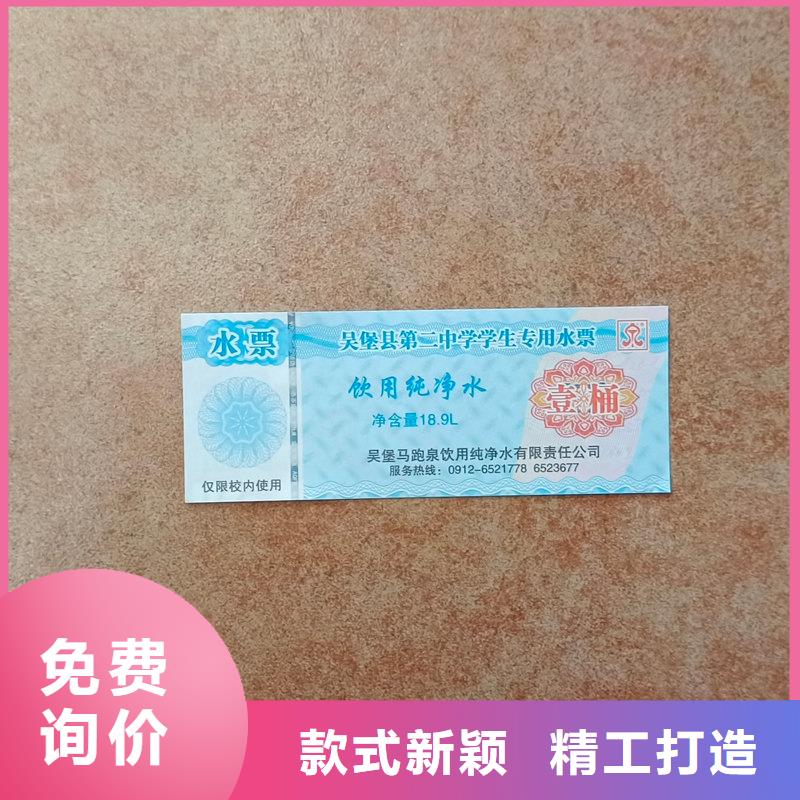 水票
仅限校内使用
吴堡县第二中学学生专用水票
饮用纯净水
净含量18.9L
壹桶
吴堡马跑泉饮用纯净水有限责任公司
服务热线：0912-6521778 6523677
免费
询价
款式新颖 精工打造